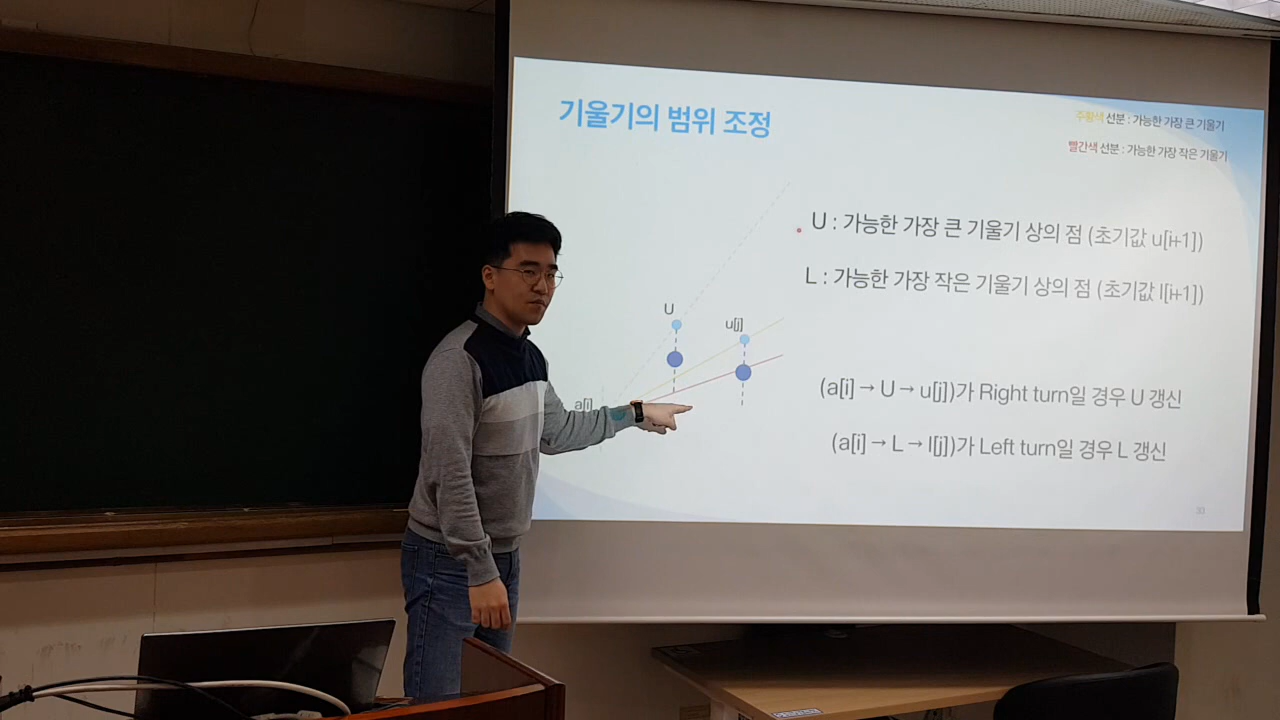 기울기의 범위 조정
주황색 선분 : 가능한 가장 큰 기울기
빨간색 선분 : 가능한 가장 작은 기울기
U : 가능한 가장 큰 기울기 상의 점 (초기값 u[i+1])
L : 가능한 가장 작은 기울기 상의 점 (초기값 l[i+1])
U
u[j]
a[i]
(a[i] → U → u[j])가 Right turn일 경우 U 갱신
(a[i] → L → l[j])가 Left turn일 경우 L 갱신